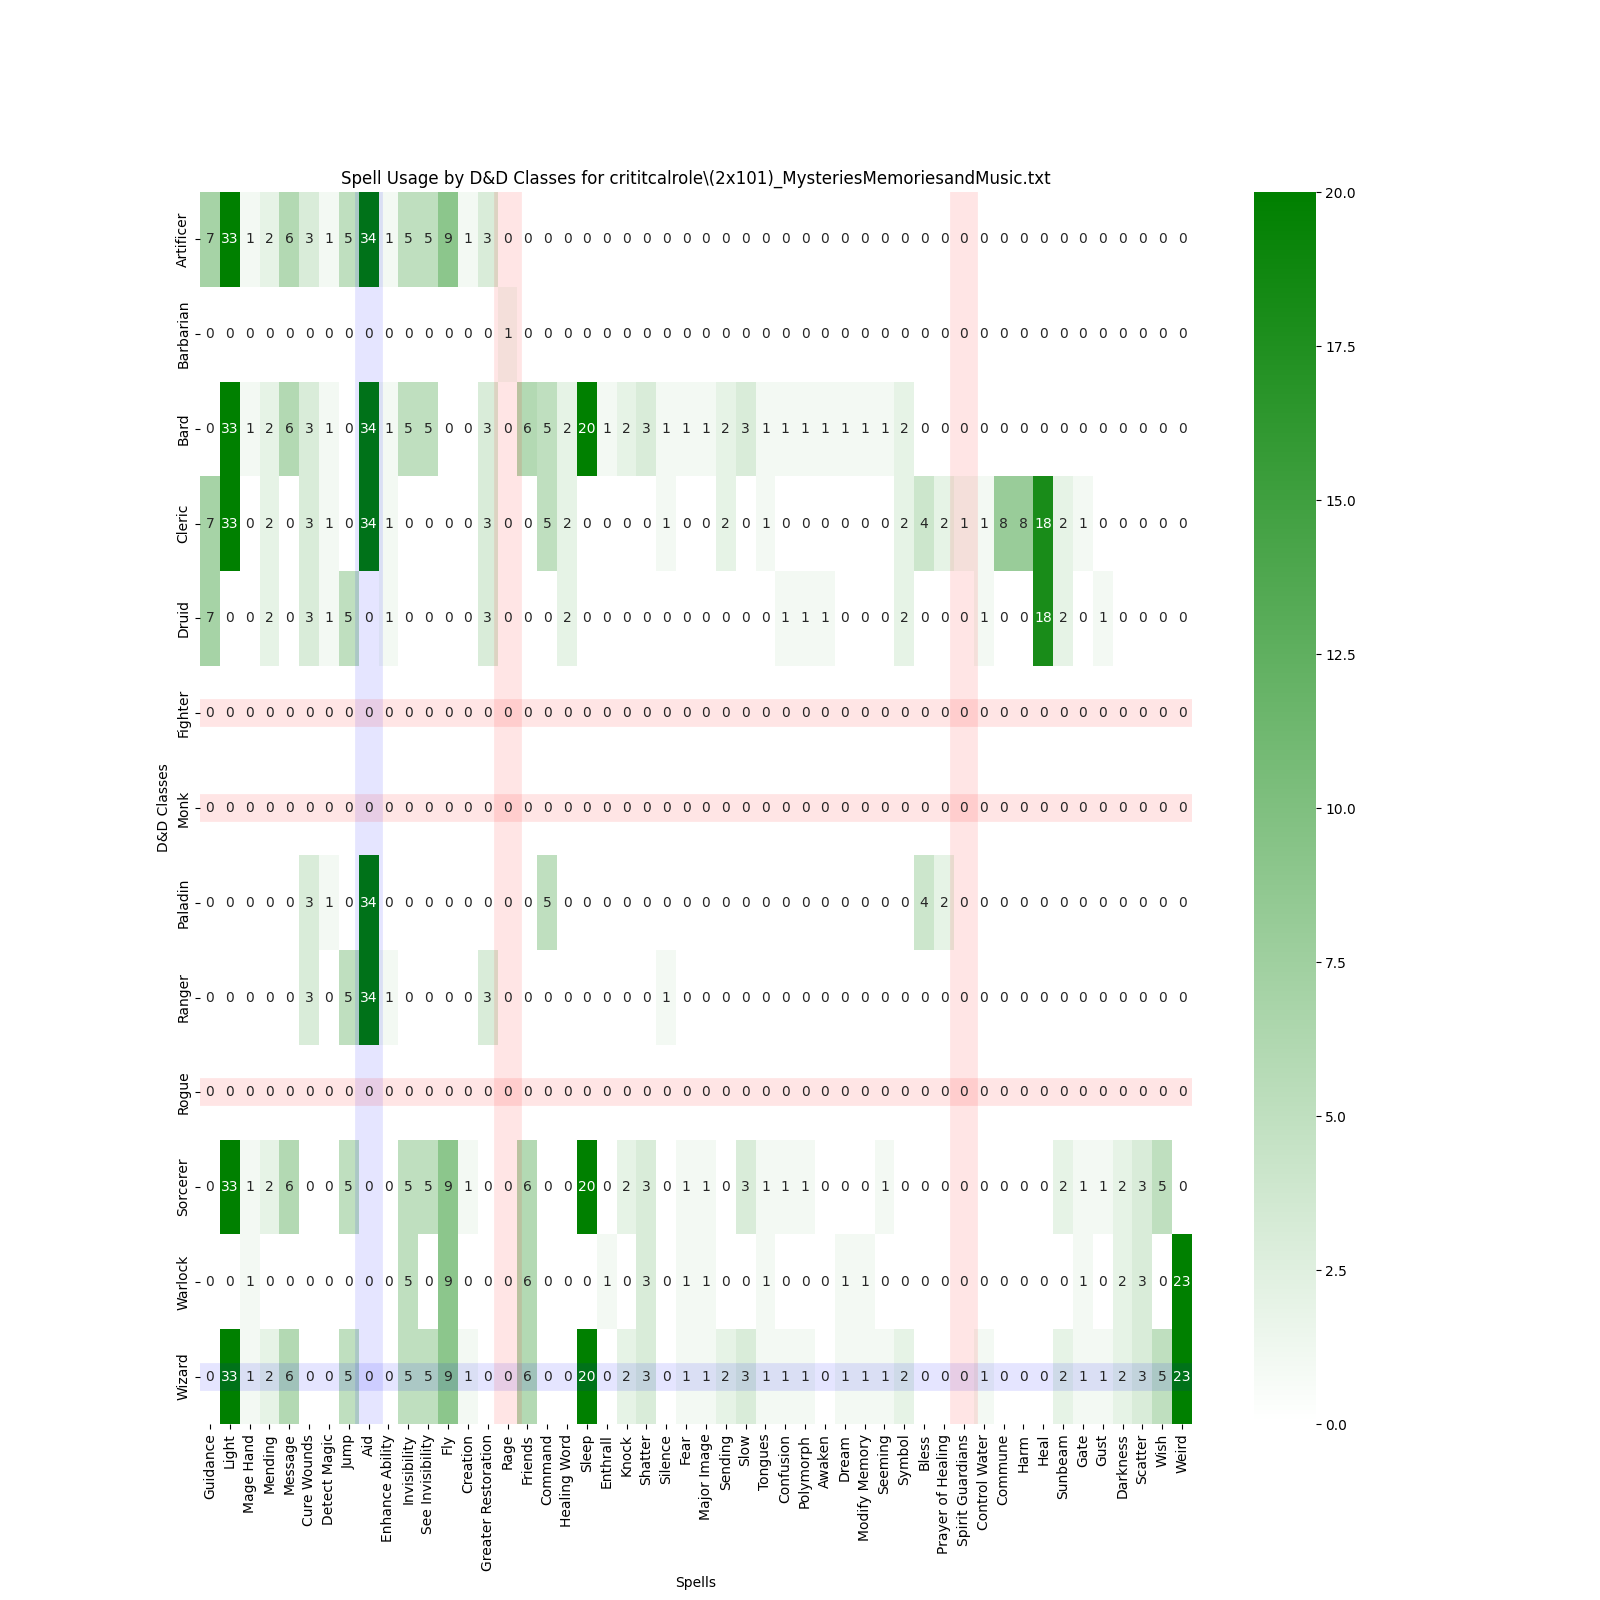 Spell Usage by D&D Classes for crititcalrole\(2x101)_MysteriesMemoriesandMusic.txt
Artificer 7 33 1 2 6 3 1 5 34 1 5 5 9 1 3 0 0 0 0 0 0 0 0 0 0 0 0 0 0 0 0 0 0 0 0 0 0 0 0 0 0 0 0 0 0 0 0 0 0 0
Barbarian 0 0 0 0 0 0 0 0 0 0 0 0 0 0 0 1 0 0 0 0 0 0 0 0 0 0 0 0 0 0 0 0 0 0 0 0 0 0 0 0 0 0 0 0 0 0 0 0 0 0
Bard 0 33 1 2 6 3 1 0 34 1 5 5 0 0 3 0 6 5 2 20 1 2 3 1 1 1 2 3 1 1 1 1 1 1 1 2 0 0 0 0 0 0 0 0 0 0 0 0 0 0
Cleric 7 33 0 2 0 3 1 0 34 1 0 0 0 0 3 0 0 5 2 0 0 0 0 1 0 0 2 0 1 0 0 0 0 0 0 2 4 2 1 1 8 8 18 2 1 0 0 0 0 0
Druid 7 0 0 2 0 3 1 5 0 1 0 0 0 0 3 0 0 0 2 0 0 0 0 0 0 0 0 0 0 1 1 1 0 0 0 2 0 0 0 1 0 0 18 2 0 1 0 0 0 0
Fighter 0 0 0 0 0 0 0 0 0 0 0 0 0 0 0 0 0 0 0 0 0 0 0 0 0 0 0 0 0 0 0 0 0 0 0 0 0 0 0 0 0 0 0 0 0 0 0 0 0 0
Monk 0 0 0 0 0 0 0 0 0 0 0 0 0 0 0 0 0 0 0 0 0 0 0 0 0 0 0 0 0 0 0 0 0 0 0 0 0 0 0 0 0 0 0 0 0 0 0 0 0 0
Paladin 0 0 0 0 0 3 1 0 34 0 0 0 0 0 0 0 0 5 0 0 0 0 0 0 0 0 0 0 0 0 0 0 0 0 0 0 4 2 0 0 0 0 0 0 0 0 0 0 0 0
Ranger 0 0 0 0 0 3 0 5 34 1 0 0 0 0 3 0 0 0 0 0 0 0 0 1 0 0 0 0 0 0 0 0 0 0 0 0 0 0 0 0 0 0 0 0 0 0 0 0 0 0
Rogue 0 0 0 0 0 0 0 0 0 0 0 0 0 0 0 0 0 0 0 0 0 0 0 0 0 0 0 0 0 0 0 0 0 0 0 0 0 0 0 0 0 0 0 0 0 0 0 0 0 0
Sorcerer 0 33 1 2 6 0 0 5 0 0 5 5 9 1 0 0 6 0 0 20 0 2 3 0 1 1 0 3 1 1 1 0 0 0 1 0 0 0 0 0 0 0 0 2 1 1 2 3 5 0
Warlock 0 0 1 0 0 0 0 0 0 0 5 0 9 0 0 0 6 0 0 0 1 0 3 0 1 1 0 0 1 0 0 0 1 1 0 0 0 0 0 0 0 0 0 0 1 0 2 3 0 23
Wizard 0 33 1 2 6 0 0 5 0 0 5 5 9 1 0 0 6 0 0 20 0 2 3 0 1 1 2 3 1 1 1 0 1 1 1 2 0 0 0 1 0 0 0 2 1 1 2 3 5 23
D&D Classes
Guidance
Light
Mage Hand
Mending
Message
Cure Wounds
Detect Magic
Jump
Aid
Enhance Ability
Invisibility
See Invisibility
Fly
Creation
Greater Restoration
Rage
Friends
Command
Healing Word
Sleep
Enthrall
Knock
Shatter
Silence
Fear
Major Image
Sending
Slow
Tongues
Confusion
Polymorph
Awaken
Dream
Modify Memory
Seeming
Symbol
Bless
Prayer of Healing
Spirit Guardians
Control Water
Commune
Harm
Heal
Sunbeam
Gate
Gust
Darkness
Scatter
Wish
Weird
Spells
20.0
17.5
15.0
12.5
10.0
7.5
5.0
2.5
0.0